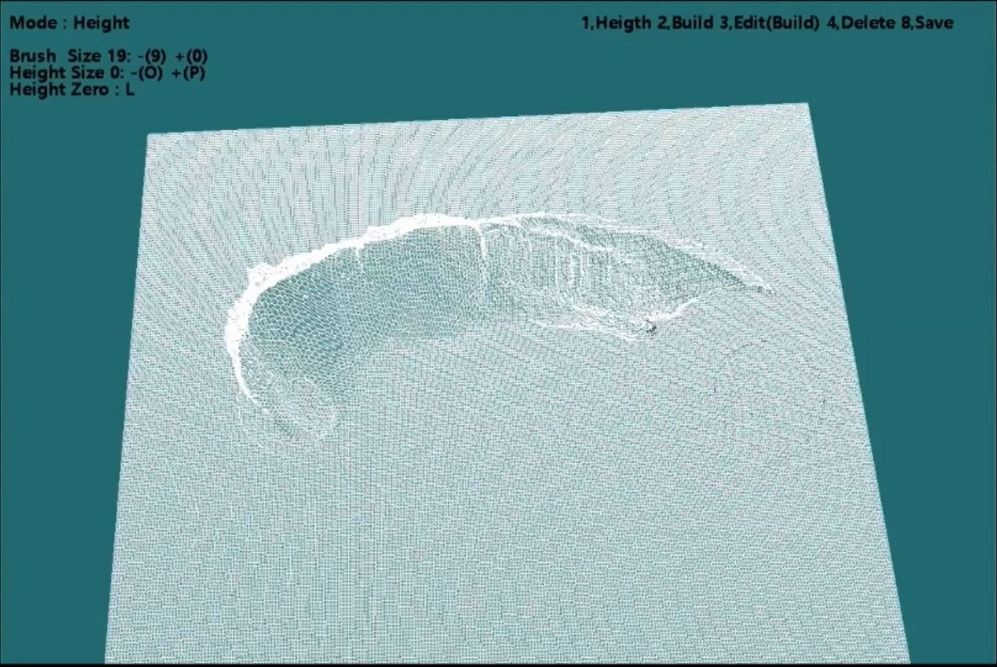 Mode : Height
1,Heigth 2,Build 3,Edit(Build) 4,Delete 8,Save
Brush Size 19: -(9) +(0)
Height Size 0: -(O) +(P)
Height Zero : L